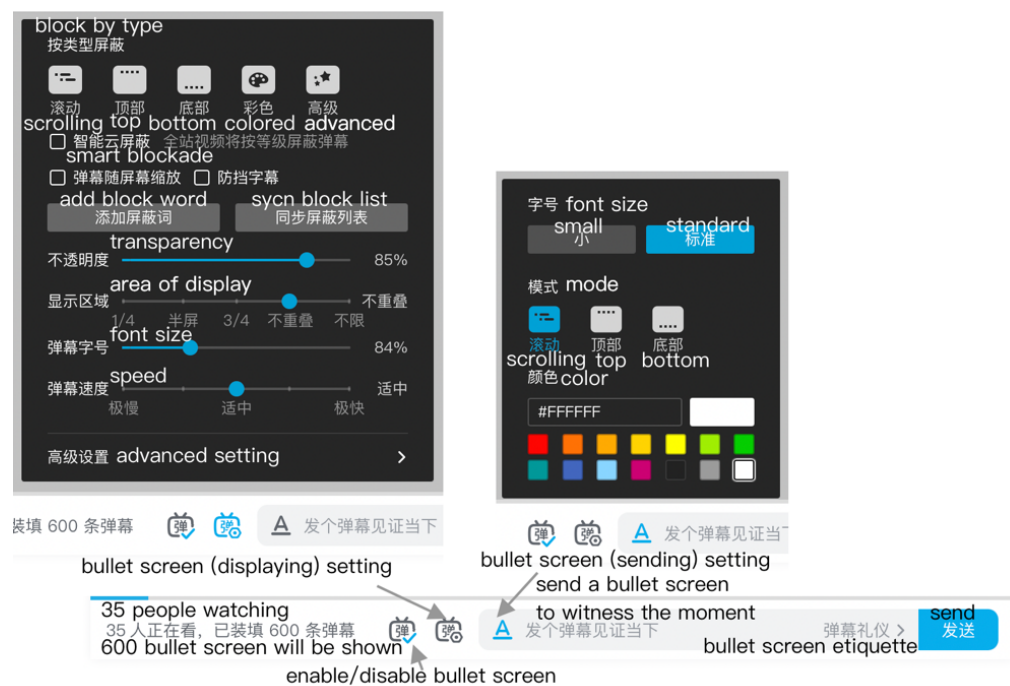 block by type
按类型屏蔽
滚动 顶部 底部 彩色 高级
scrolling top bottom colored advanced
智能云屏蔽 全站视频将按等级屏蔽弹幕
smart blockade
弹幕随屏幕缩放 防挡字幕
add block word sycn block list
添加屏蔽词 同步屏蔽列表
transparency
不透明度 85%
area of display
显示区域 不重叠
1/4 半屏 3/4 不重叠 不限
font size
弹幕字号 84%
speed
弹幕速度 适中
极慢 适中 极快
高级设置 advanced setting
装填 600 条弹幕 弹 弹 A 发个弹幕见证当下
bullet screen (displaying) setting
字号 font size
small standard
小 标准
模式 mode
滚动 顶部 底部
scrolling top bottom
颜色 color
#FFFFFF
弹 弹 A 发个弹幕见证当下
bullet screen (sending) setting
send a bullet screen
to witness the moment
35 people watching
send
35人正在看，已装填 600 条弹幕 弹 弹 A 发个弹幕见证当下 弹幕礼仪 发送
600 bullet screen will be shown
bullet screen etiquette
enable/disable bullet screen